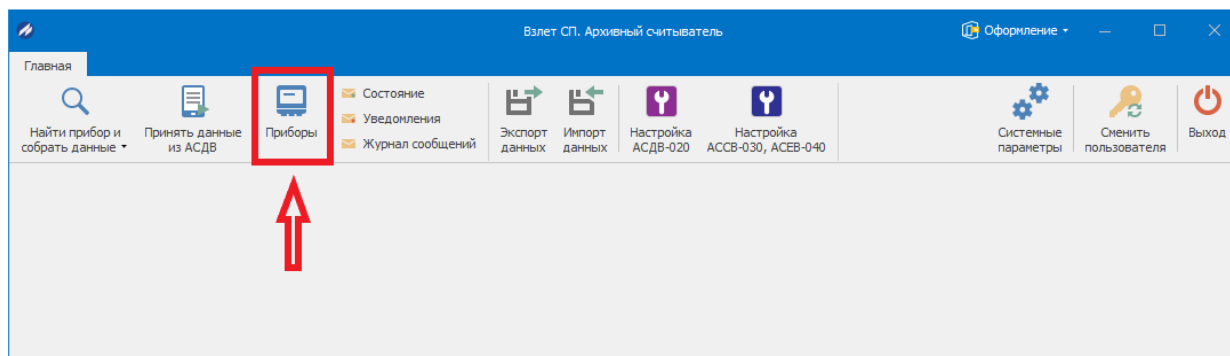 Взлет СП. Архивный считыватель
Оформление
Главная
Найти прибор и
собрать данные
Принять данные
из АСДВ
Приборы
Состояние
Уведомления
Журнал сообщений
Экспорт
данных
Импорт
данных
Настройка
АСДВ-020
Настройка
АССВ-030, АСЕВ-040
Системные
параметры
Сменить
пользователя
Выход